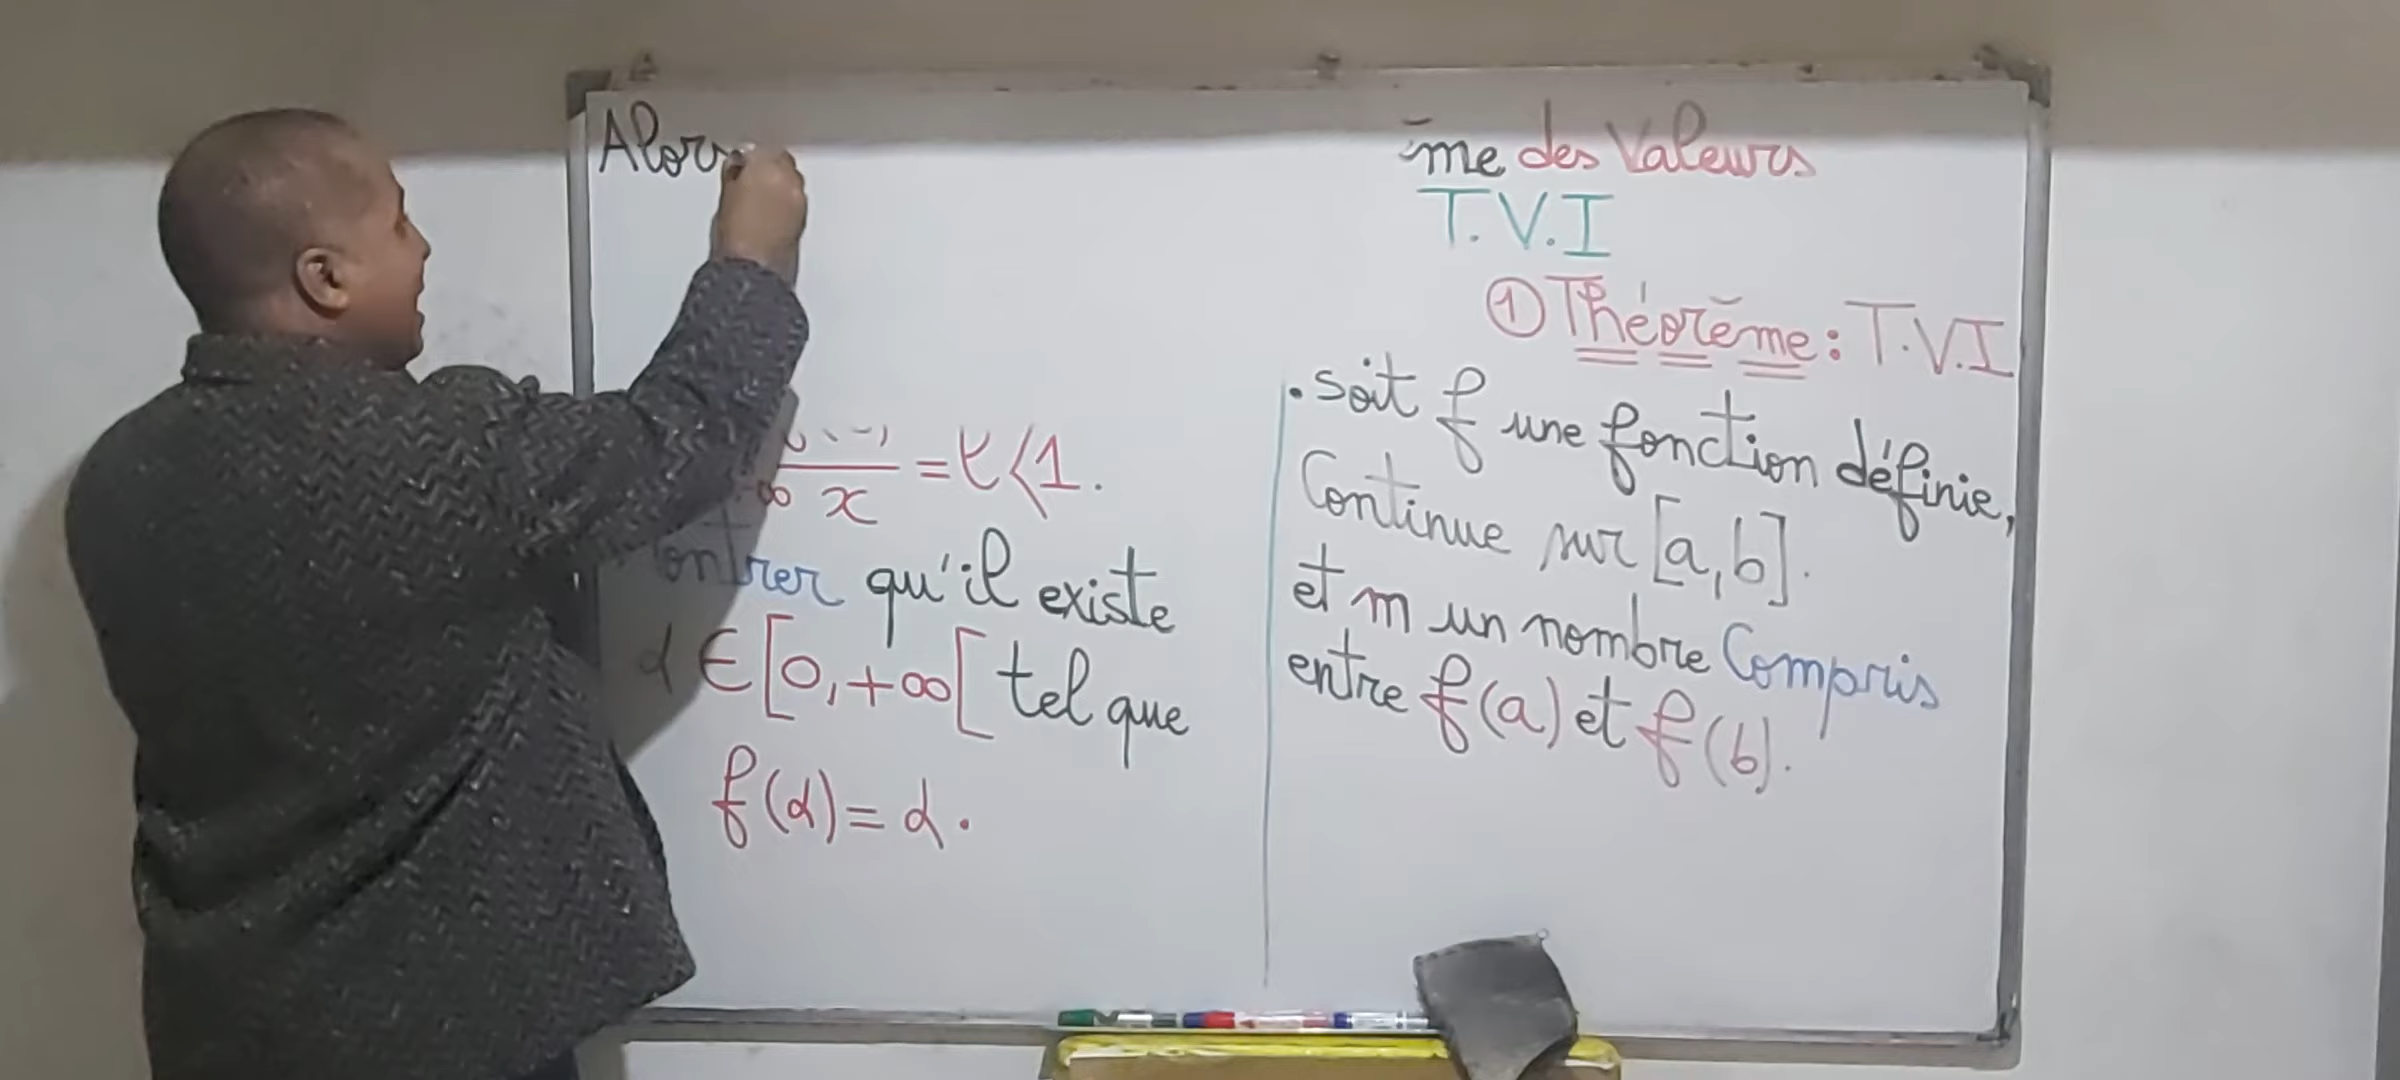 Alors
me des Valeurs
T.V.I
① Théorème : T.V.I
• soit f une fonction définie,
Continue sur [a,b].
et m un nombre Compris
entre f(a) et f(b).
∞ x = ℓ < 1.
ontrer qu'il existe
α ∈ [0,+∞[ tel que
f(α) = α.